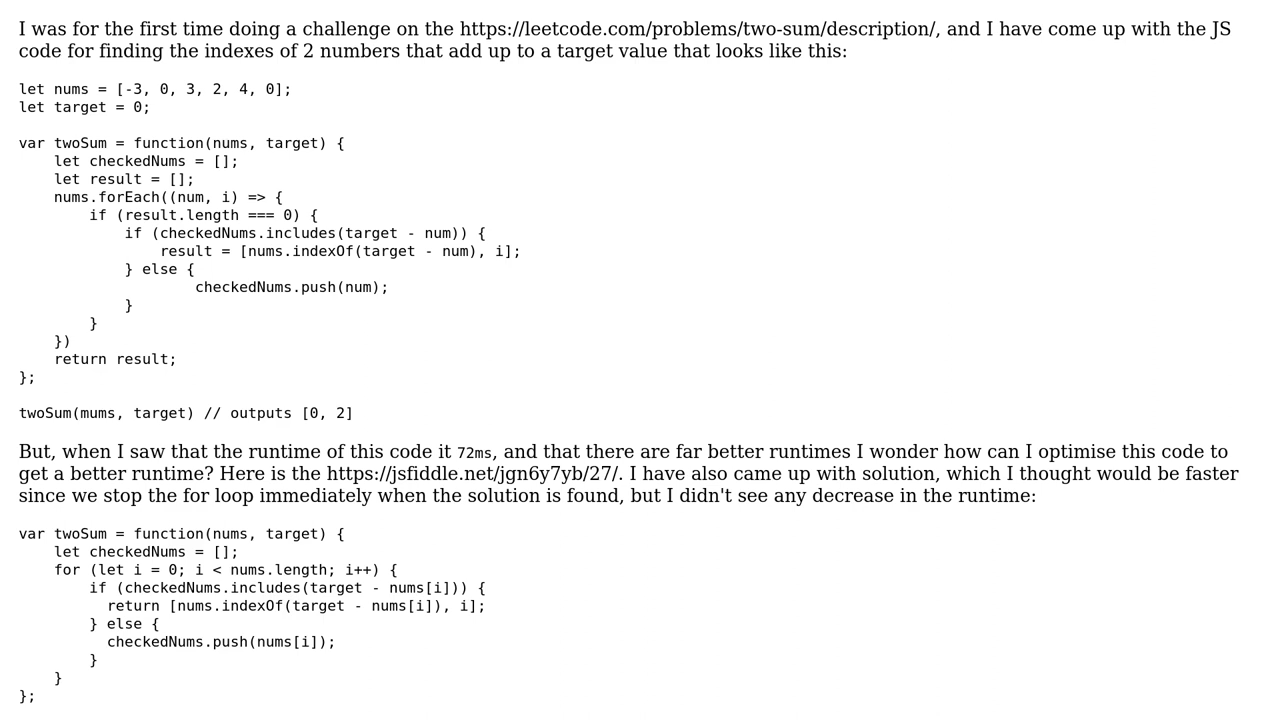 I was for the first time doing a challenge on the https://leetcode.com/problems/two-sum/description/, and I have come up with the JS
code for finding the indexes of 2 numbers that add up to a target value that looks like this:
let nums = [-3, 0, 3, 2, 4, 0];
let target = 0;
var twoSum = function(nums, target) {
    let checkedNums = [];
    let result = [];
    nums.forEach((num, i) => {
        if (result.length === 0) {
            if (checkedNums.includes(target - num)) {
                result = [nums.indexOf(target - num), i];
            } else {
                    checkedNums.push(num);
            }
        }
    })
    return result;
};
twoSum(mums, target) // outputs [0, 2]
But, when I saw that the runtime of this code it 72ms, and that there are far better runtimes I wonder how can I optimise this code to
get a better runtime? Here is the https://jsfiddle.net/jgn6y7yb/27/. I have also came up with solution, which I thought would be faster
since we stop the for loop immediately when the solution is found, but I didn't see any decrease in the runtime:
var twoSum = function(nums, target) {
    let checkedNums = [];
    for (let i = 0; i < nums.length; i++) {
        if (checkedNums.includes(target - nums[i])) {
          return [nums.indexOf(target - nums[i]), i];
        } else {
          checkedNums.push(nums[i]);
        }
    }
};